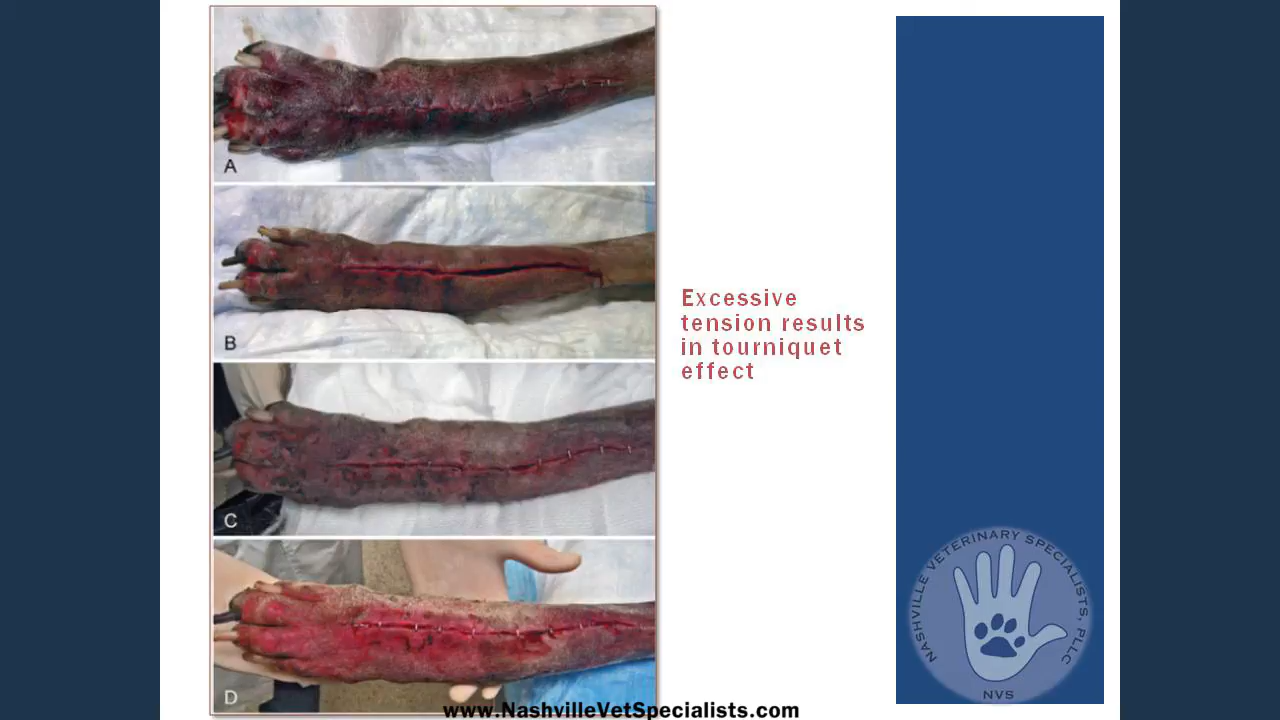 A
B
C
D
Excessive
tension results
in tourniquet
effect
NASHVILLE VETERINARY SPECIALISTS, PLLC
NVS
www.NashvilleVetSpecialists.com